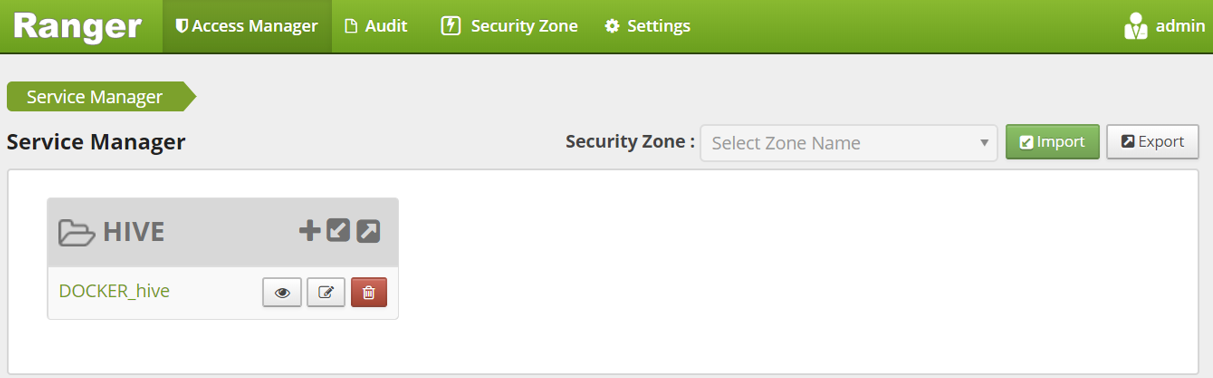 Ranger Access Manager Audit Security Zone Settings admin
Service Manager
Service Manager Security Zone : Select Zone Name Import Export
HIVE
DOCKER_hive